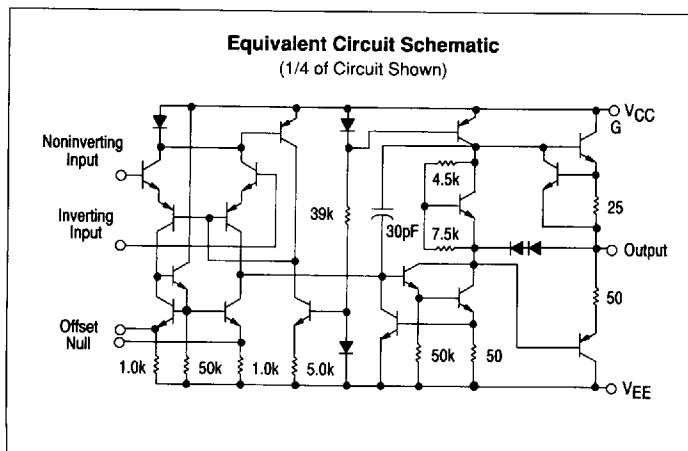 Equivalent Circuit Schematic
(1/4 of Circuit Shown)
VCC
G
Noninverting
Input
4.5k
39k
25
Inverting
Input
30pF
7.5k
Output
50
Offset
Null
1.0k
50k
1.0k
5.0k
50k
50
VEE